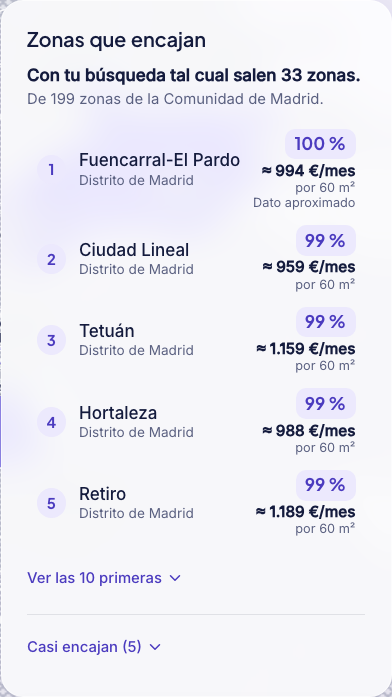 Zonas que encajan
Con tu búsqueda tal cual salen 33 zonas.
De 199 zonas de la Comunidad de Madrid.
1
Fuencarral-El Pardo
Distrito de Madrid
100 %
≈ 994 €/mes
por 60 m²
Dato aproximado
2
Ciudad Lineal
Distrito de Madrid
99 %
≈ 959 €/mes
por 60 m²
3
Tetuán
Distrito de Madrid
99 %
≈ 1.159 €/mes
por 60 m²
4
Hortaleza
Distrito de Madrid
99 %
≈ 988 €/mes
por 60 m²
5
Retiro
Distrito de Madrid
99 %
≈ 1.189 €/mes
por 60 m²
Ver las 10 primeras
Casi encajan (5)